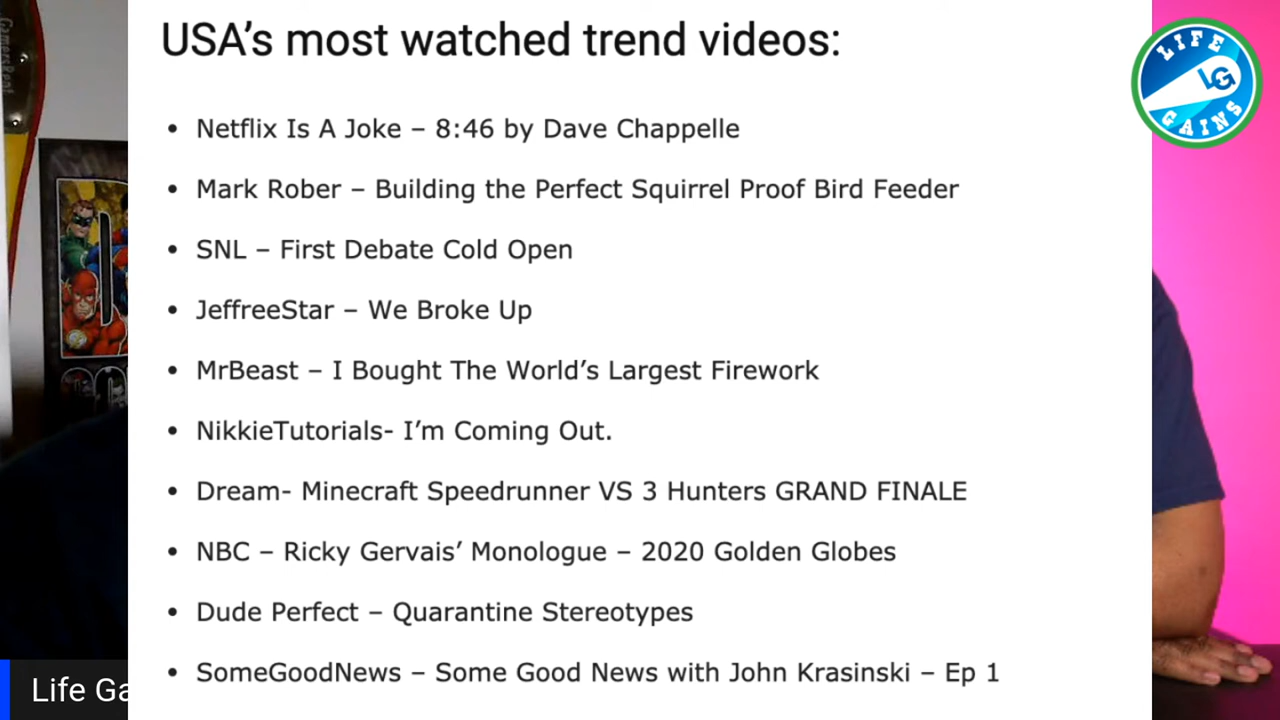 USA's most watched trend videos:
• Netflix Is A Joke – 8:46 by Dave Chappelle
• Mark Rober – Building the Perfect Squirrel Proof Bird Feeder
• SNL – First Debate Cold Open
• JeffreeStar – We Broke Up
• MrBeast – I Bought The World's Largest Firework
• NikkieTutorials- I'm Coming Out.
• Dream- Minecraft Speedrunner VS 3 Hunters GRAND FINALE
• NBC – Ricky Gervais' Monologue – 2020 Golden Globes
• Dude Perfect – Quarantine Stereotypes
• SomeGoodNews – Some Good News with John Krasinski – Ep 1
LIFE
LG
GAINS
Life Ga